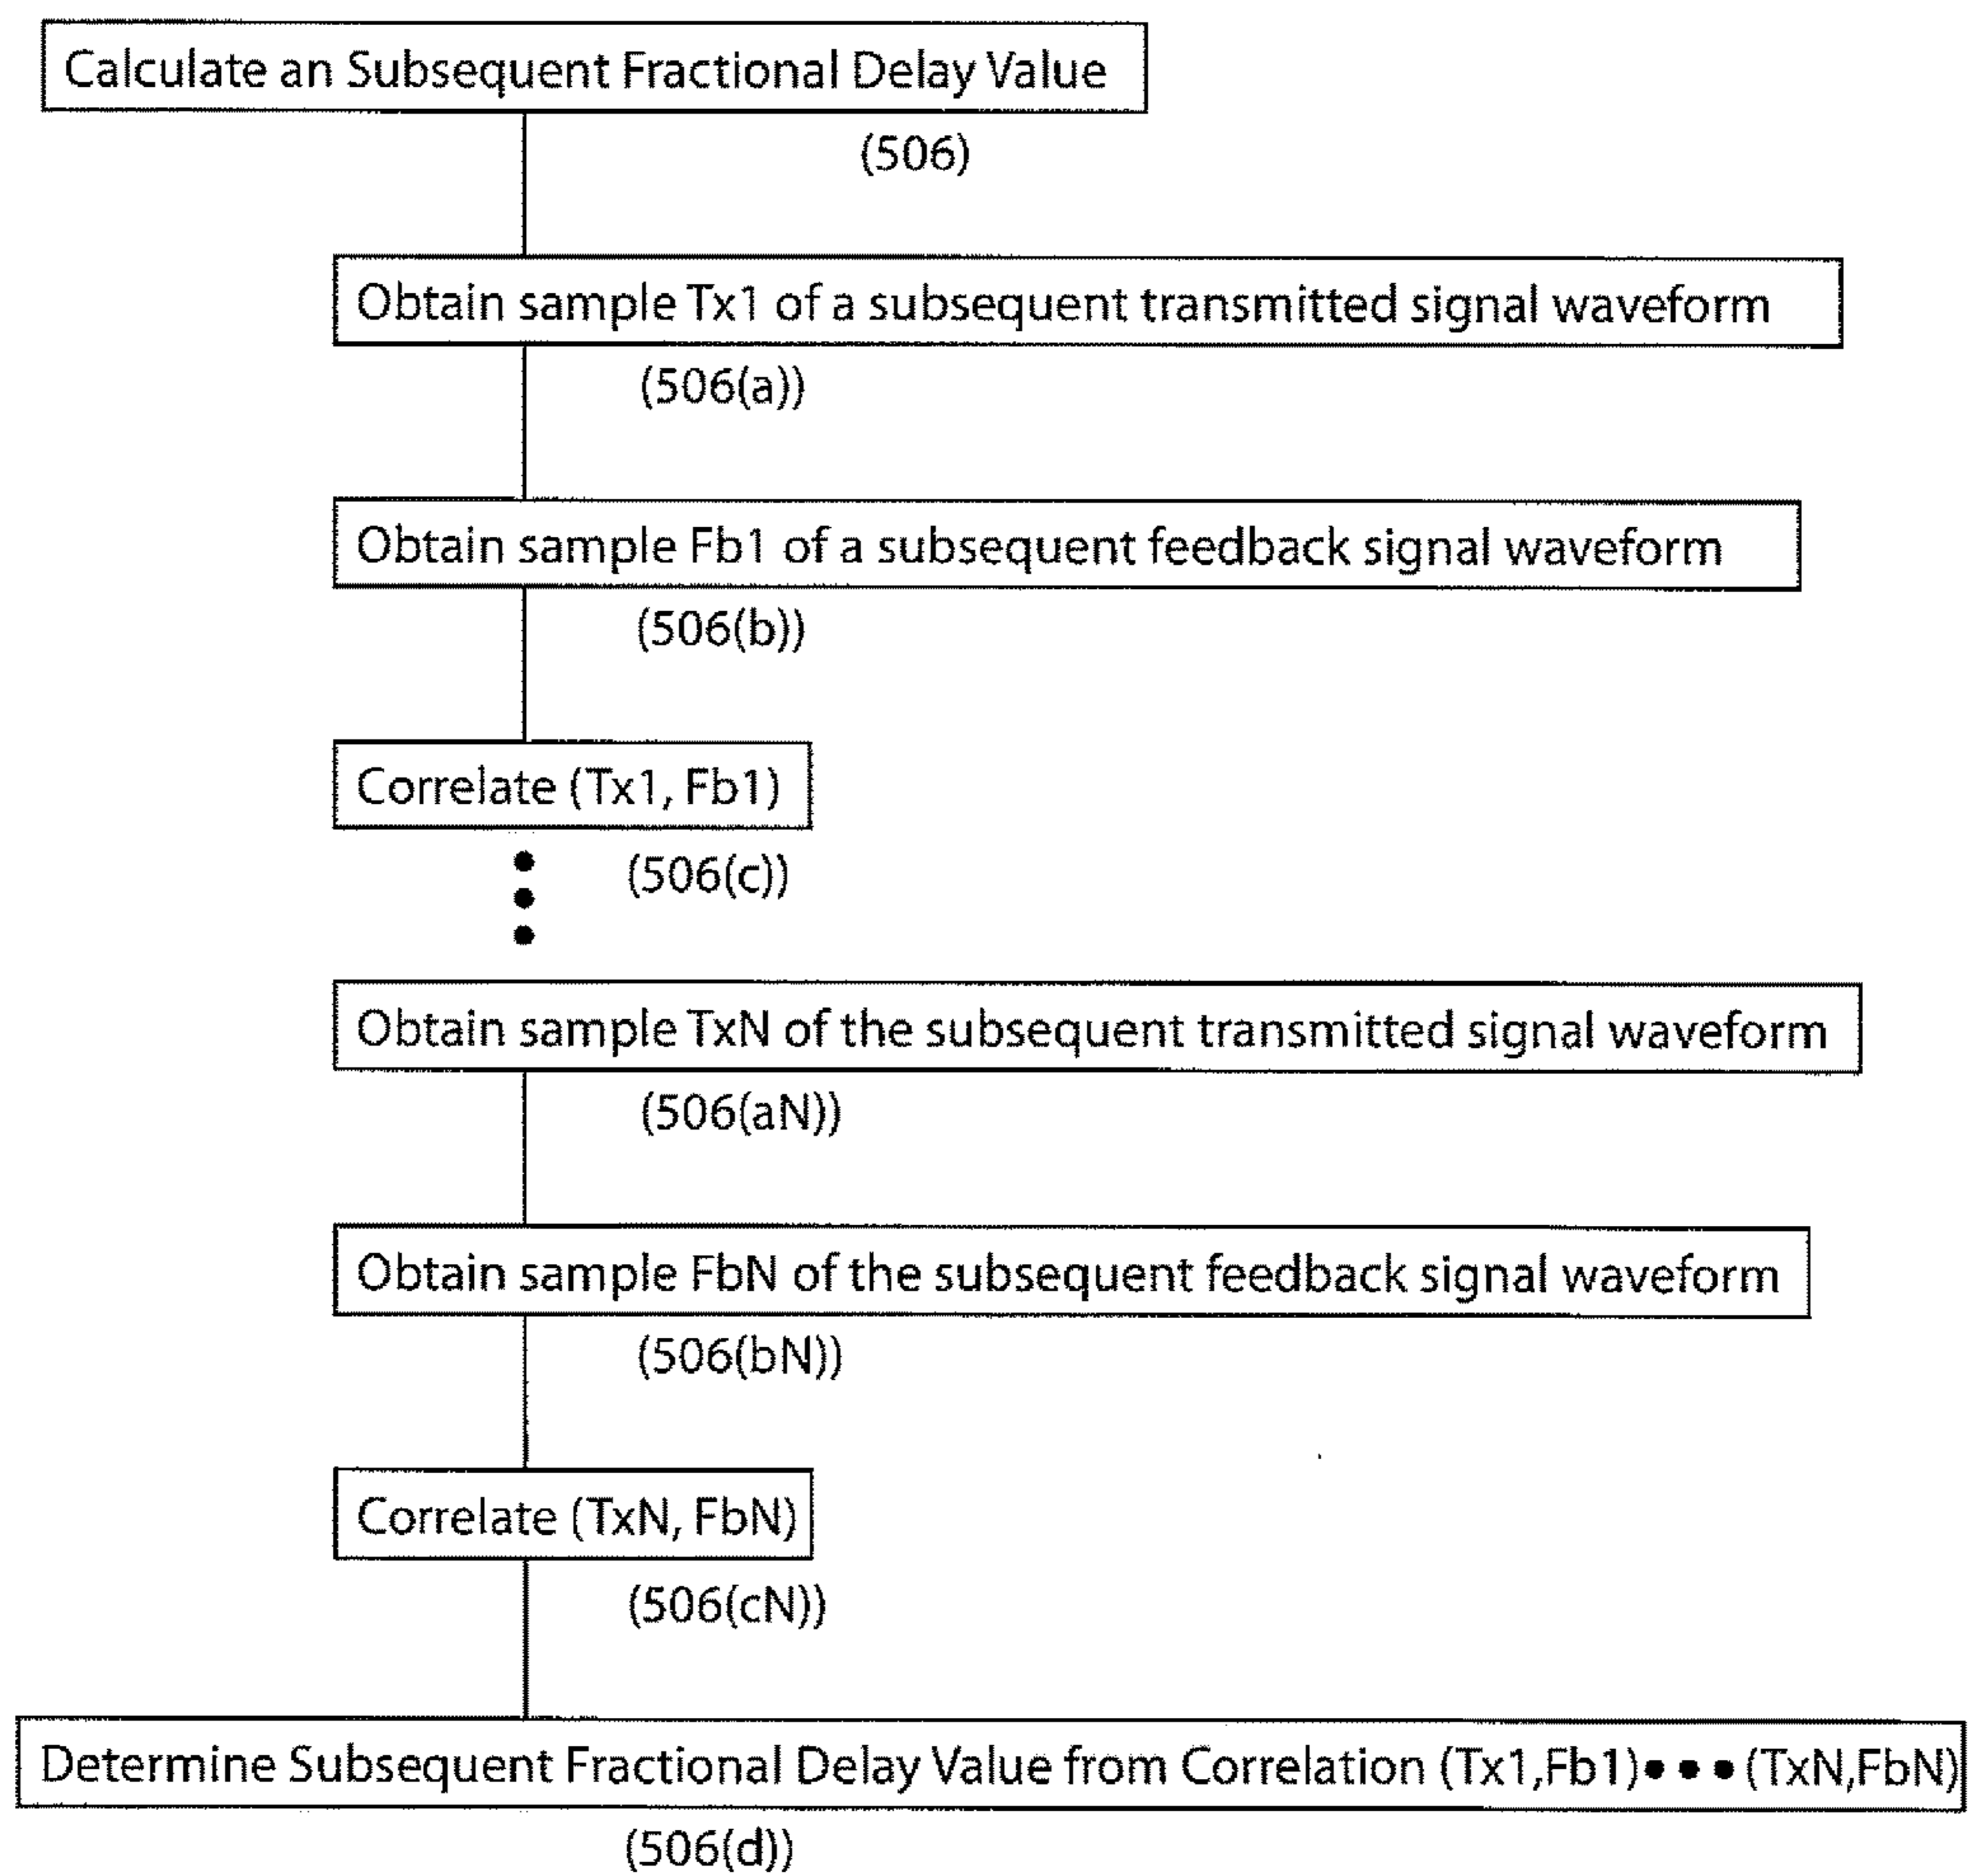 Calculate an Subsequent Fractional Delay Value
(506)
Obtain sample Tx1 of a subsequent transmitted signal waveform
(506(a))
Obtain sample Fb1 of a subsequent feedback signal waveform
(506(b))
Correlate (Tx1, Fb1)
(506(c))
Obtain sample TxN of the subsequent transmitted signal waveform
(506(aN))
Obtain sample FbN of the subsequent feedback signal waveform
(506(bN))
Correlate (TxN, FbN)
(506(cN))
Determine Subsequent Fractional Delay Value from Correlation (Tx1,Fb1)•••(TxN,FbN)
(506(d))